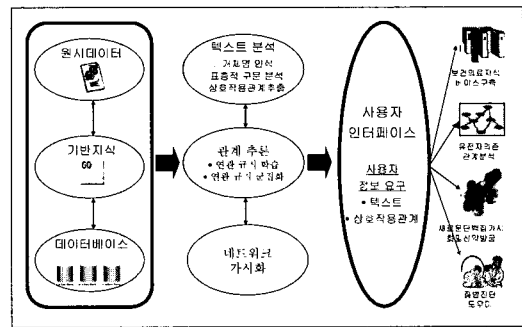 원시데이터
기반지식
데이터베이스
텍스트 분석
개체명 인식
표층적 구문 분석
상호작용관계추출
관계 추론
• 연관 규칙 학습
• 연관 규칙 군집화
네트워크
가시화
사용자
인터페이스
사용자
정보 요구
• 텍스트
• 상호작용관계
보건의료지식
베이스구축
유전자의존
관계분석
질병진단
도우미